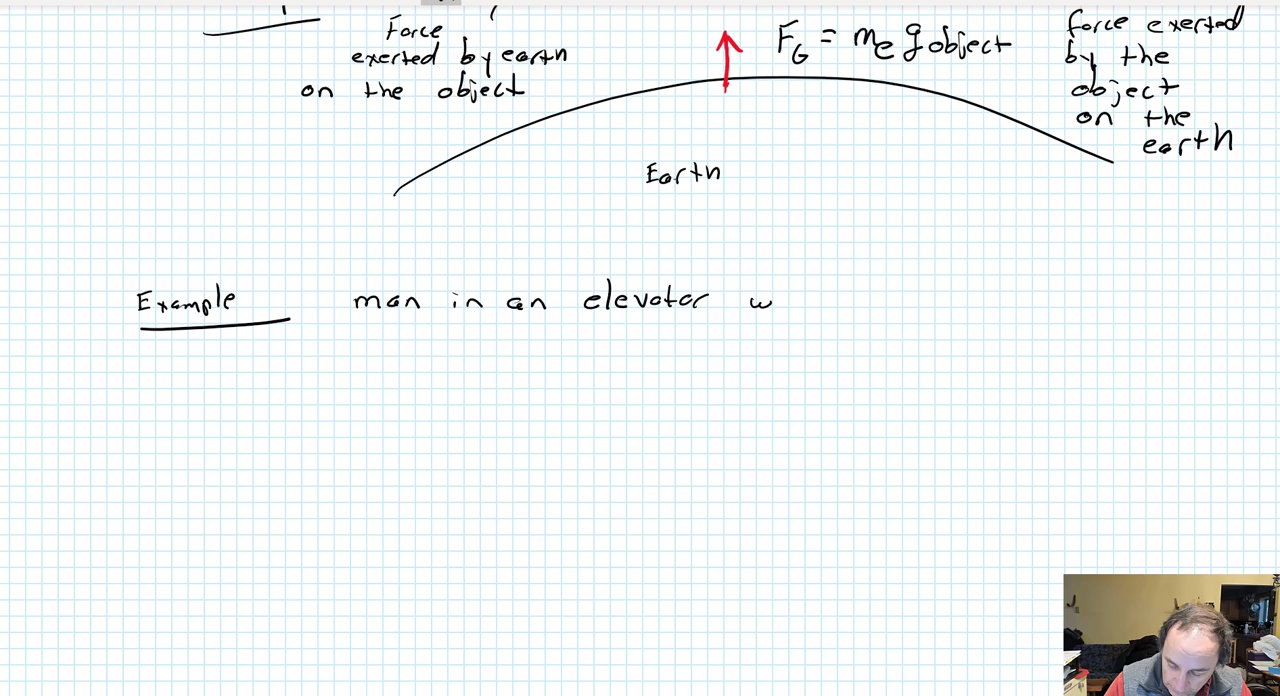 Force
exerted by earth
on the object
F_G = m_e g_object
force exerted
by the
object
on the
earth
Earth
Example man in an elevator w